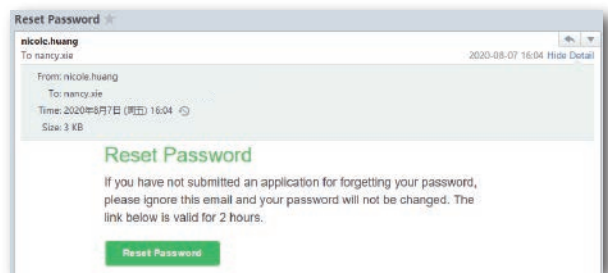 Reset Password
nicole.huang
To nancy.xie
2020-08-07 16:04 Hide Detail
From: nicole.huang
To: nancy.xie
Time: 2020年8月7日 (周五) 16:04
Size: 3 KB
Reset Password
If you have not submitted an application for forgetting your password,
please ignore this email and your password will not be changed. The
link below is valid for 2 hours.
Reset Password